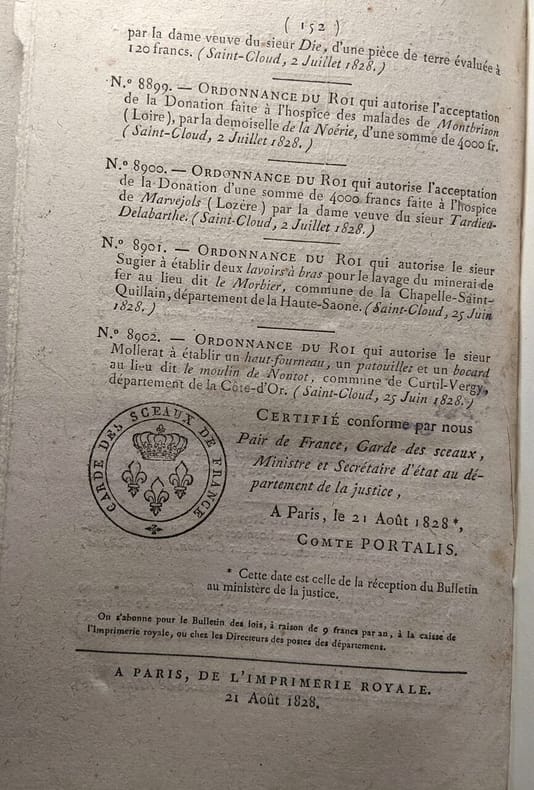 ( 152 )
par la dame veuve du sieur Die, d'une pièce de terre évaluée à
120 francs. (Saint-Cloud, 2 Juillet 1828.)
N.º 8899. — ORDONNANCE DU ROI qui autorise l'acceptation
de la Donation faite à l'hospice des malades de Montbrison
(Loire), par la demoiselle de la Noérie, d'une somme de 4000 fr.
(Saint-Cloud, 2 Juillet 1828.)
N.º 8900. — ORDONNANCE DU ROI qui autorise l'acceptation
de la Donation d'une somme de 4000 francs faite à l'hospice
de Marvejols (Lozère) par la dame veuve du sieur Tardieu-
Delabarthe. (Saint-Cloud, 2 Juillet 1828.)
N.º 8901. — ORDONNANCE DU ROI qui autorise le sieur
Sugier à établir deux lavoirs à bras pour le lavage du minerai de
fer au lieu dit le Morbier, commune de la Chapelle-Saint-
Quillain, département de la Haute-Saone. (Saint-Cloud, 25 Juin
1828.)
N.º 8902. — ORDONNANCE DU ROI qui autorise le sieur
Mollerat à établir un haut-fourneau, un patouillet et un bocard
au lieu dit le moulin de Nontot, commune de Curtil-Vergy,
département de la Côte-d'Or. (Saint-Cloud, 25 Juin 1828.)
CERTIFIÉ conforme par nous
Pair de France, Garde des sceaux,
Ministre et Secrétaire d'état au dé-
partement de la justice,
A Paris, le 21 Août 1828*,
COMTE PORTALIS.
GARDE DES SCEAUX DE FRANCE
* Cette date est celle de la réception du Bulletin
au ministère de la justice.
On s'abonne pour le Bulletin des lois, à raison de 9 francs par an, à la caisse de
l'Imprimerie royale, ou chez les Directeurs des postes des départemens.
A PARIS, DE L'IMPRIMERIE ROYALE.
21 Août 1828.